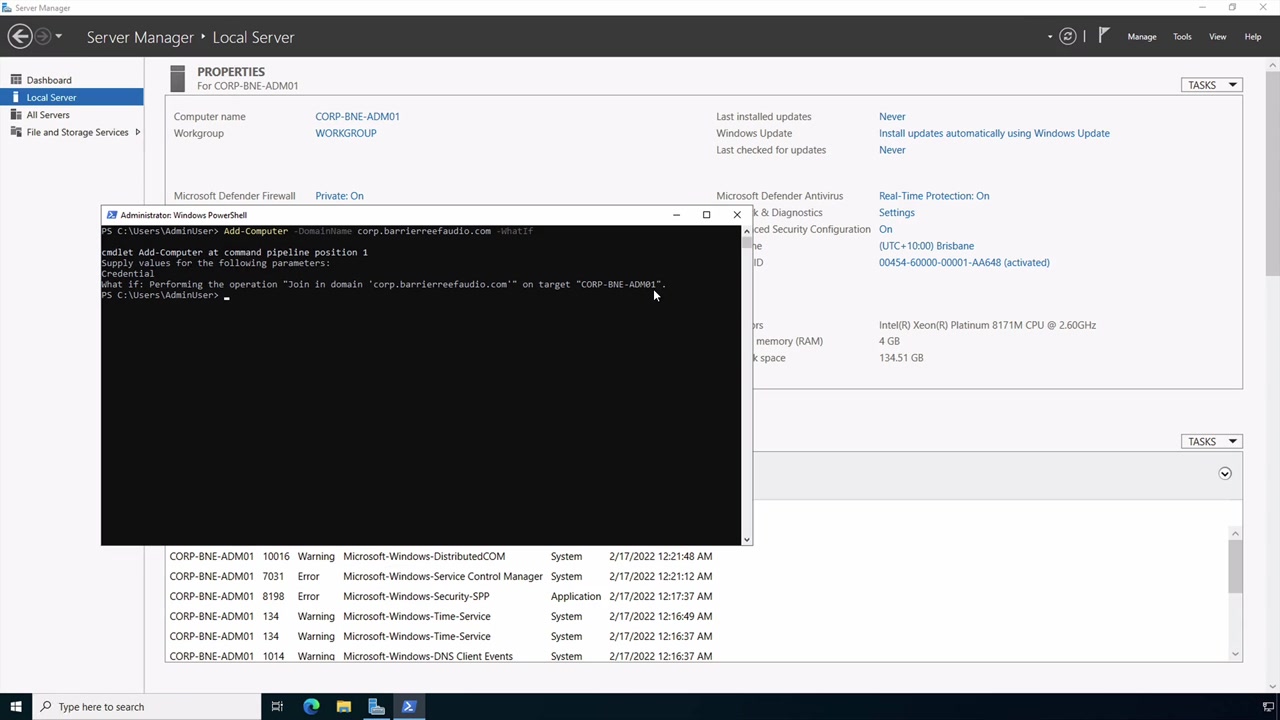 Server Manager
Server Manager • Local Server
Manage Tools View Help
Dashboard
Local Server
All Servers
File and Storage Services
PROPERTIES
For CORP-BNE-ADM01
TASKS
Computer name CORP-BNE-ADM01
Workgroup WORKGROUP
Last installed updates Never
Windows Update Install updates automatically using Windows Update
Last checked for updates Never
Microsoft Defender Firewall Private: On
Microsoft Defender Antivirus Real-Time Protection: On
& Diagnostics Settings
Security Configuration On
(UTC+10:00) Brisbane
ID 00454-60000-00001-AA648 (activated)
Intel(R) Xeon(R) Platinum 8171M CPU @ 2.60GHz
memory (RAM) 4 GB
space 134.51 GB
Administrator: Windows PowerShell
PS C:\Users\AdminUser> Add-Computer -DomainName corp.barrierreefaudio.com -WhatIf
cmdlet Add-Computer at command pipeline position 1
Supply values for the following parameters:
Credential
What if: Performing the operation "Join in domain 'corp.barrierreefaudio.com'" on target "CORP-BNE-ADM01".
PS C:\Users\AdminUser>
TASKS
CORP-BNE-ADM01 10016 Warning Microsoft-Windows-DistributedCOM System 2/17/2022 12:21:48 AM
CORP-BNE-ADM01 7031 Error Microsoft-Windows-Service Control Manager System 2/17/2022 12:21:12 AM
CORP-BNE-ADM01 8198 Error Microsoft-Windows-Security-SPP Application 2/17/2022 12:17:37 AM
CORP-BNE-ADM01 134 Warning Microsoft-Windows-Time-Service System 2/17/2022 12:16:49 AM
CORP-BNE-ADM01 134 Warning Microsoft-Windows-Time-Service System 2/17/2022 12:16:37 AM
CORP-BNE-ADM01 1014 Warning Microsoft-Windows-DNS Client Events System 2/17/2022 12:16:37 AM
Type here to search